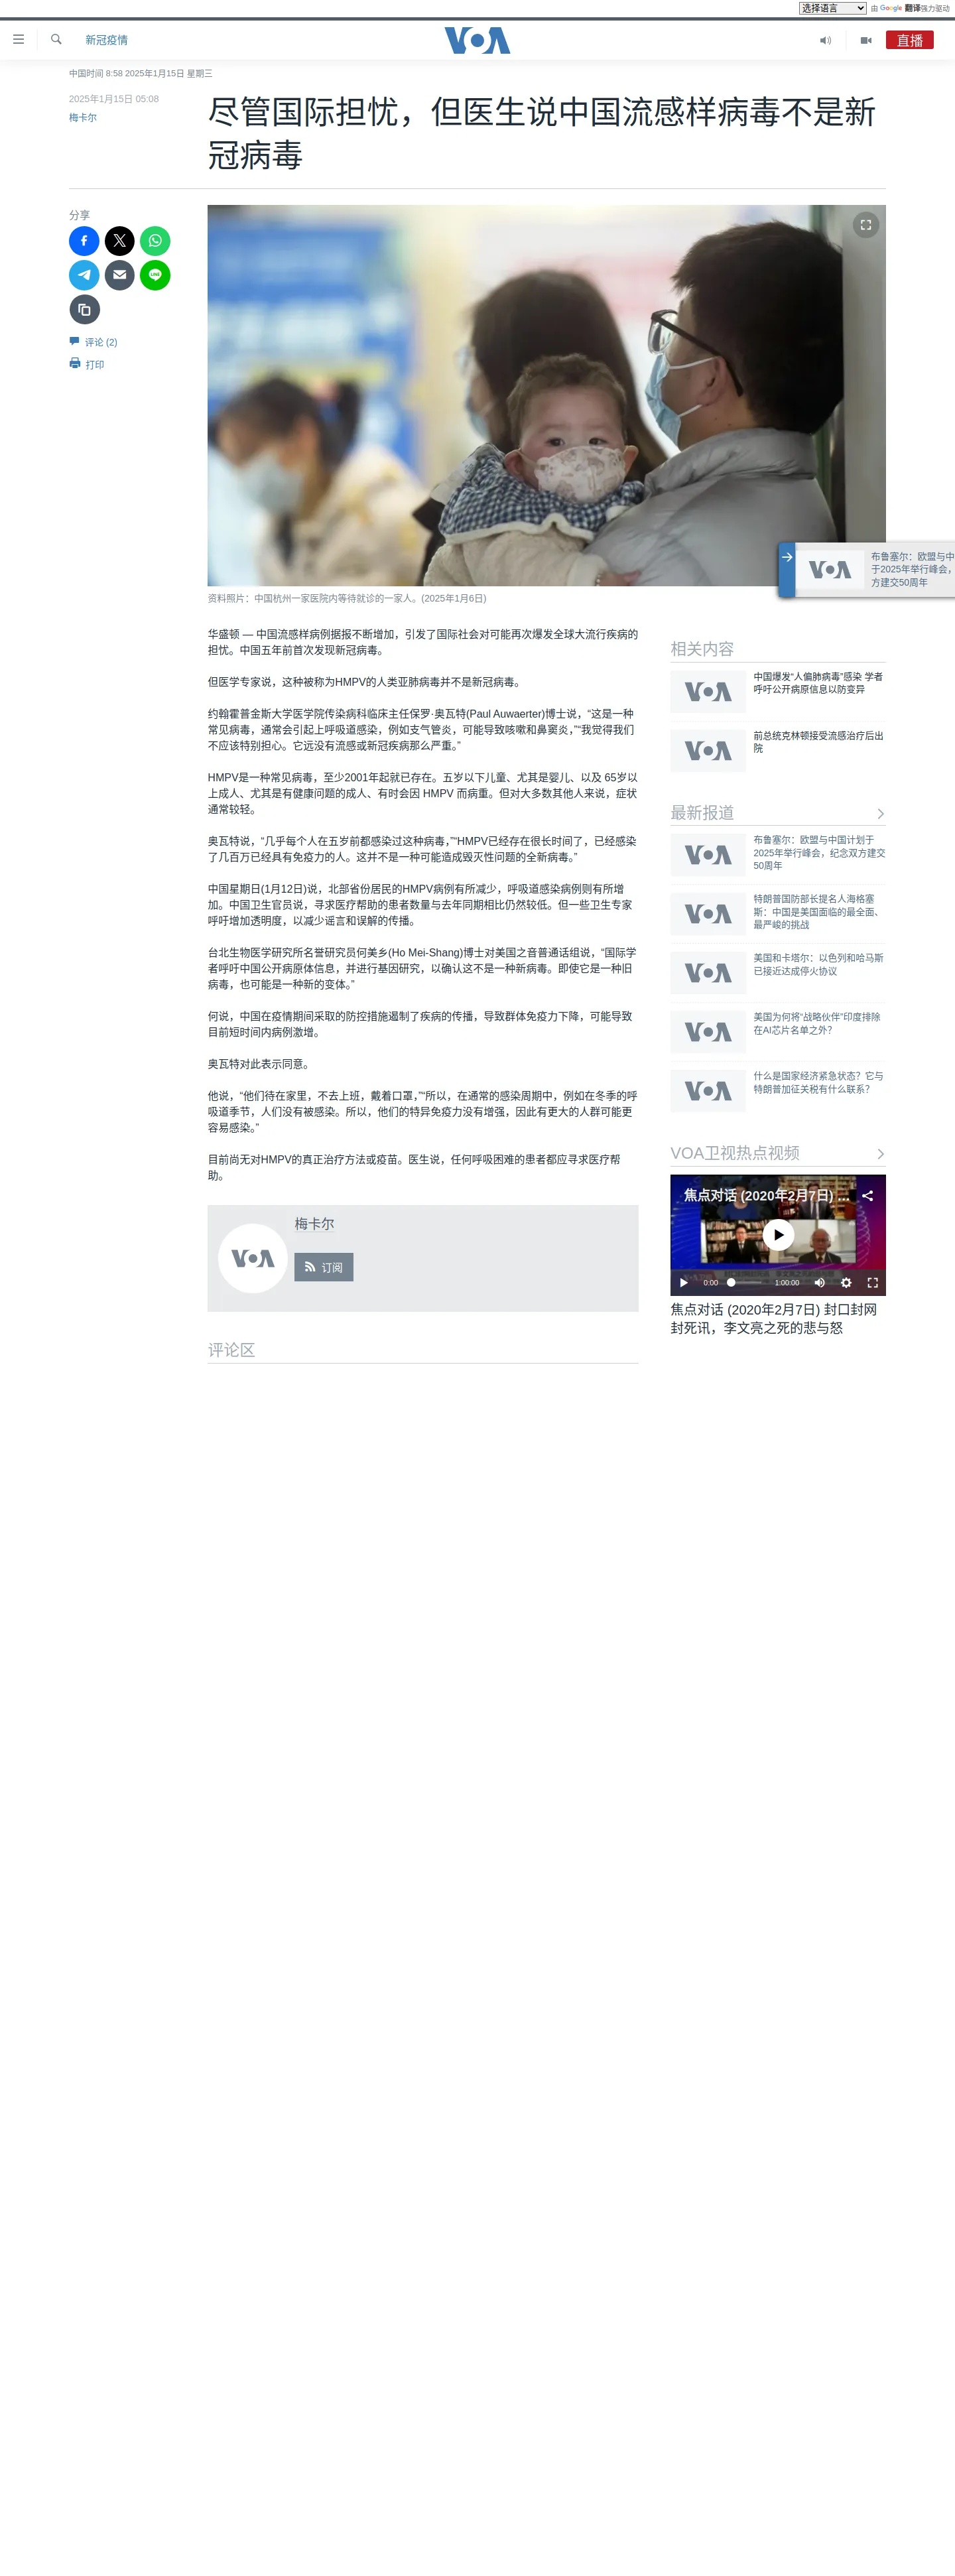 选择语言
由 Google 翻译强力驱动
新冠疫情
VOA
直播
中国时间 8:58 2025年1月15日 星期三
2025年1月15日 05:08
梅卡尔
尽管国际担忧，但医生说中国流感样病毒不是新
冠病毒
分享
LINE
评论 (2)
打印
VOA
布鲁塞尔：欧盟与中
于2025年举行峰会，
方建交50周年
资料照片：中国杭州一家医院内等待就诊的一家人。(2025年1月6日)
华盛顿 — 中国流感样病例据报不断增加，引发了国际社会对可能再次爆发全球大流行疾病的
担忧。中国五年前首次发现新冠病毒。
但医学专家说，这种被称为HMPV的人类亚肺病毒并不是新冠病毒。
约翰霍普金斯大学医学院传染病科临床主任保罗·奥瓦特(Paul Auwaerter)博士说，“这是一种
常见病毒，通常会引起上呼吸道感染，例如支气管炎，可能导致咳嗽和鼻窦炎，”“我觉得我们
不应该特别担心。它远没有流感或新冠疾病那么严重。”
HMPV是一种常见病毒，至少2001年起就已存在。五岁以下儿童、尤其是婴儿、以及 65岁以
上成人、尤其是有健康问题的成人、有时会因 HMPV 而病重。但对大多数其他人来说，症状
通常较轻。
奥瓦特说，“几乎每个人在五岁前都感染过这种病毒，”“HMPV已经存在很长时间了，已经感染
了几百万已经具有免疫力的人。这并不是一种可能造成毁灭性问题的全新病毒。”
中国星期日(1月12日)说，北部省份居民的HMPV病例有所减少，呼吸道感染病例则有所增
加。中国卫生官员说，寻求医疗帮助的患者数量与去年同期相比仍然较低。但一些卫生专家
呼吁增加透明度，以减少谣言和误解的传播。
台北生物医学研究所名誉研究员何美乡(Ho Mei-Shang)博士对美国之音普通话组说，“国际学
者呼吁中国公开病原体信息，并进行基因研究，以确认这不是一种新病毒。即使它是一种旧
病毒，也可能是一种新的变体。”
何说，中国在疫情期间采取的防控措施遏制了疾病的传播，导致群体免疫力下降，可能导致
目前短时间内病例激增。
奥瓦特对此表示同意。
他说，“他们待在家里，不去上班，戴着口罩，”“所以，在通常的感染周期中，例如在冬季的呼
吸道季节，人们没有被感染。所以，他们的特异免疫力没有增强，因此有更大的人群可能更
容易感染。”
目前尚无对HMPV的真正治疗方法或疫苗。医生说，任何呼吸困难的患者都应寻求医疗帮
助。
VOA
梅卡尔
订阅
评论区
相关内容
VOA
中国爆发“人偏肺病毒”感染 学者
呼吁公开病原信息以防变异
VOA
前总统克林顿接受流感治疗后出
院
最新报道
VOA
布鲁塞尔：欧盟与中国计划于
2025年举行峰会，纪念双方建交
50周年
VOA
特朗普国防部长提名人海格塞
斯：中国是美国面临的最全面、
最严峻的挑战
VOA
美国和卡塔尔：以色列和哈马斯
已接近达成停火协议
VOA
美国为何将“战略伙伴”印度排除
在AI芯片名单之外？
VOA
什么是国家经济紧急状态？它与
特朗普加征关税有什么联系？
VOA卫视热点视频
焦点对话 (2020年2月7日) ...
0:00
1:00:00
焦点对话 (2020年2月7日) 封口封网
封死讯，李文亮之死的悲与怒